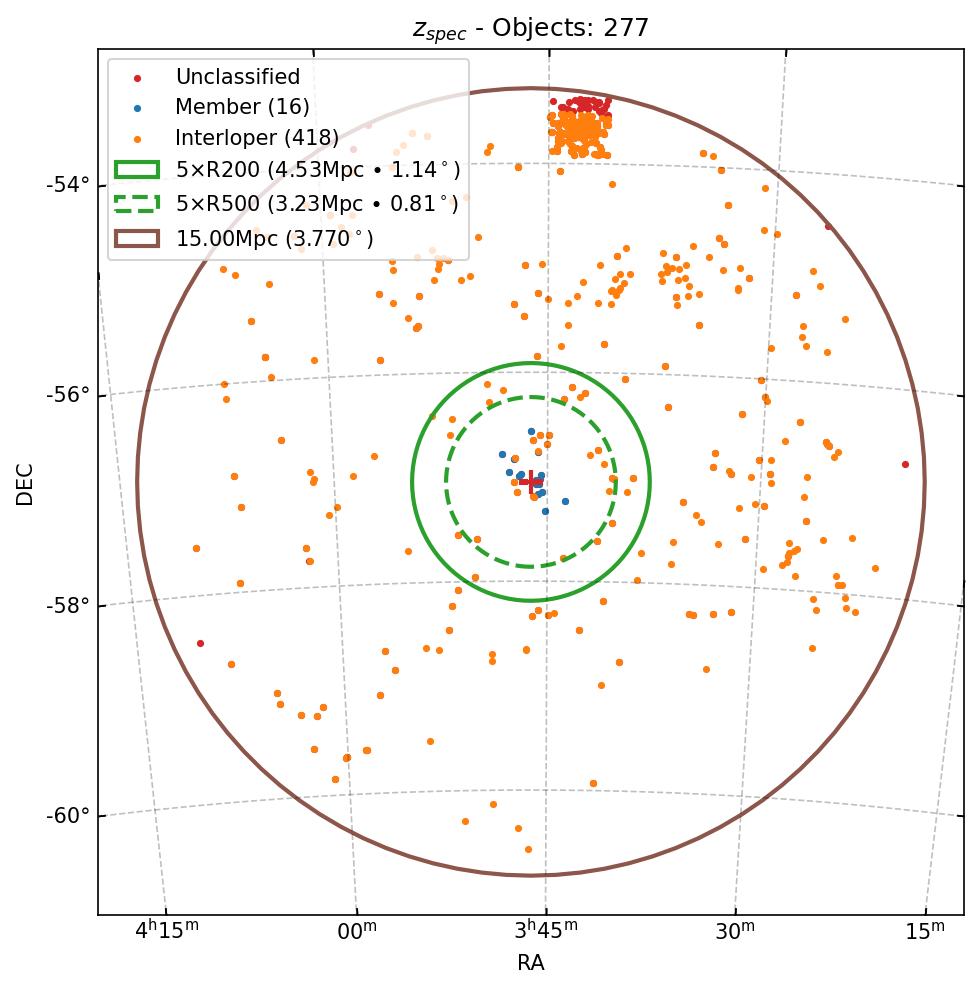 z_spec - Objects: 277
Unclassified
Member (16)
Interloper (418)
5×R200 (4.53Mpc • 1.14°)
5×R500 (3.23Mpc • 0.81°)
15.00Mpc (3.770°)
-54°
-56°
-58°
-60°
DEC
4h15m 00m 3h45m 30m 15m
RA